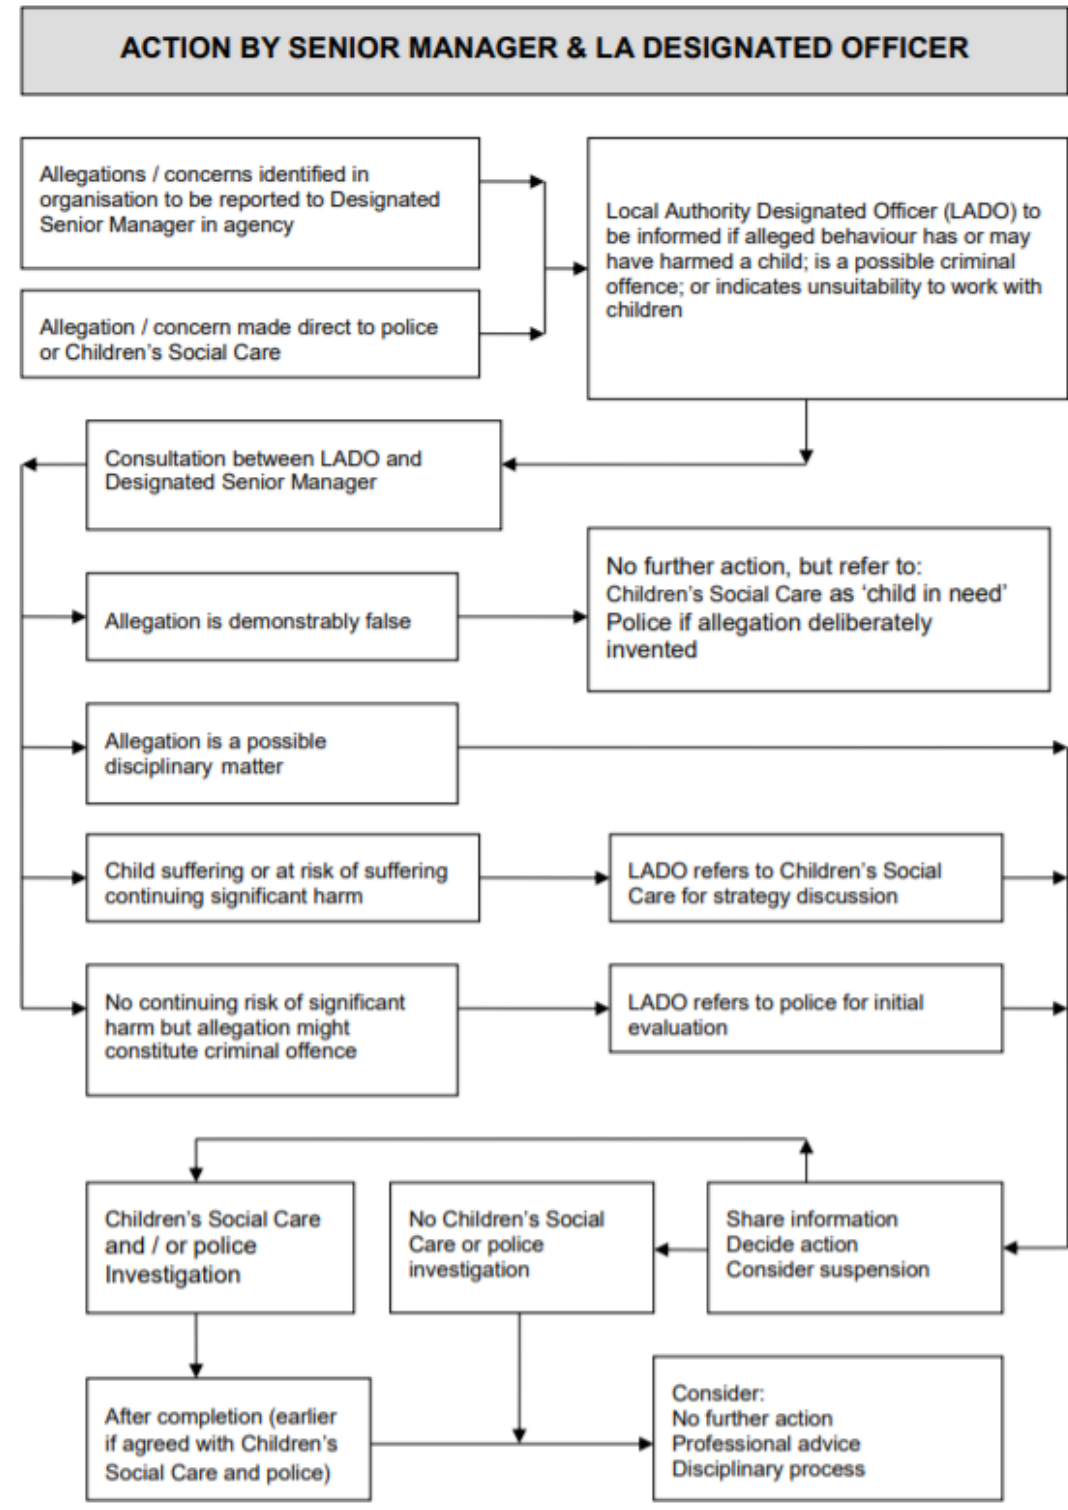 ACTION BY SENIOR MANAGER & LA DESIGNATED OFFICER
Allegations / concerns identified in
organisation to be reported to Designated
Senior Manager in agency
Allegation / concern made direct to police
or Children's Social Care
Local Authority Designated Officer (LADO) to
be informed if alleged behaviour has or may
have harmed a child; is a possible criminal
offence; or indicates unsuitability to work with
children
Consultation between LADO and
Designated Senior Manager
Allegation is demonstrably false
No further action, but refer to:
Children's Social Care as ‘child in need’
Police if allegation deliberately
invented
Allegation is a possible
disciplinary matter
Child suffering or at risk of suffering
continuing significant harm
LADO refers to Children's Social
Care for strategy discussion
No continuing risk of significant
harm but allegation might
constitute criminal offence
LADO refers to police for initial
evaluation
Children's Social Care
and / or police
Investigation
No Children's Social
Care or police
investigation
Share information
Decide action
Consider suspension
After completion (earlier
if agreed with Children's
Social Care and police)
Consider:
No further action
Professional advice
Disciplinary process